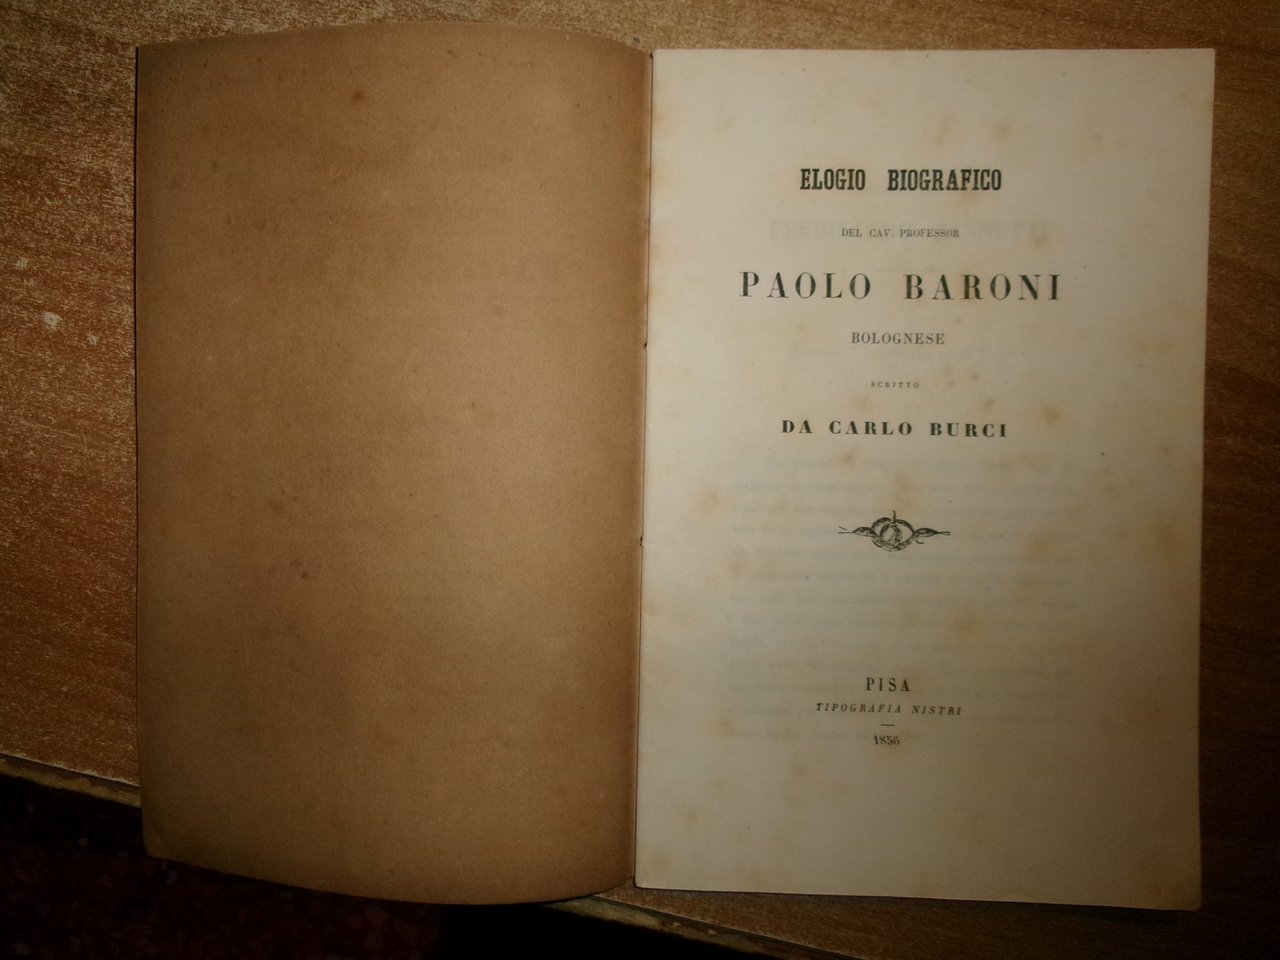 ELOGIO BIOGRAFICO
DEL CAV. PROFESSOR
PAOLO BARONI
BOLOGNESE
SCRITTO
DA CARLO BURCI
PISA
TIPOGRAFIA NISTRI
1856